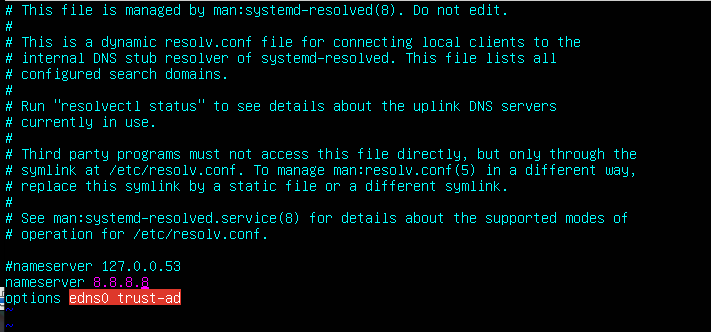 # This file is managed by man:systemd-resolved(8). Do not edit.
#
# This is a dynamic resolv.conf file for connecting local clients to the
# internal DNS stub resolver of systemd-resolved. This file lists all
# configured search domains.
#
# Run "resolvectl status" to see details about the uplink DNS servers
# currently in use.
#
# Third party programs must not access this file directly, but only through the
# symlink at /etc/resolv.conf. To manage man:resolv.conf(5) in a different way,
# replace this symlink by a static file or a different symlink.
#
# See man:systemd-resolved.service(8) for details about the supported modes of
# operation for /etc/resolv.conf.

#nameserver 127.0.0.53
nameserver 8.8.8.8
options edns0 trust-ad
~
~